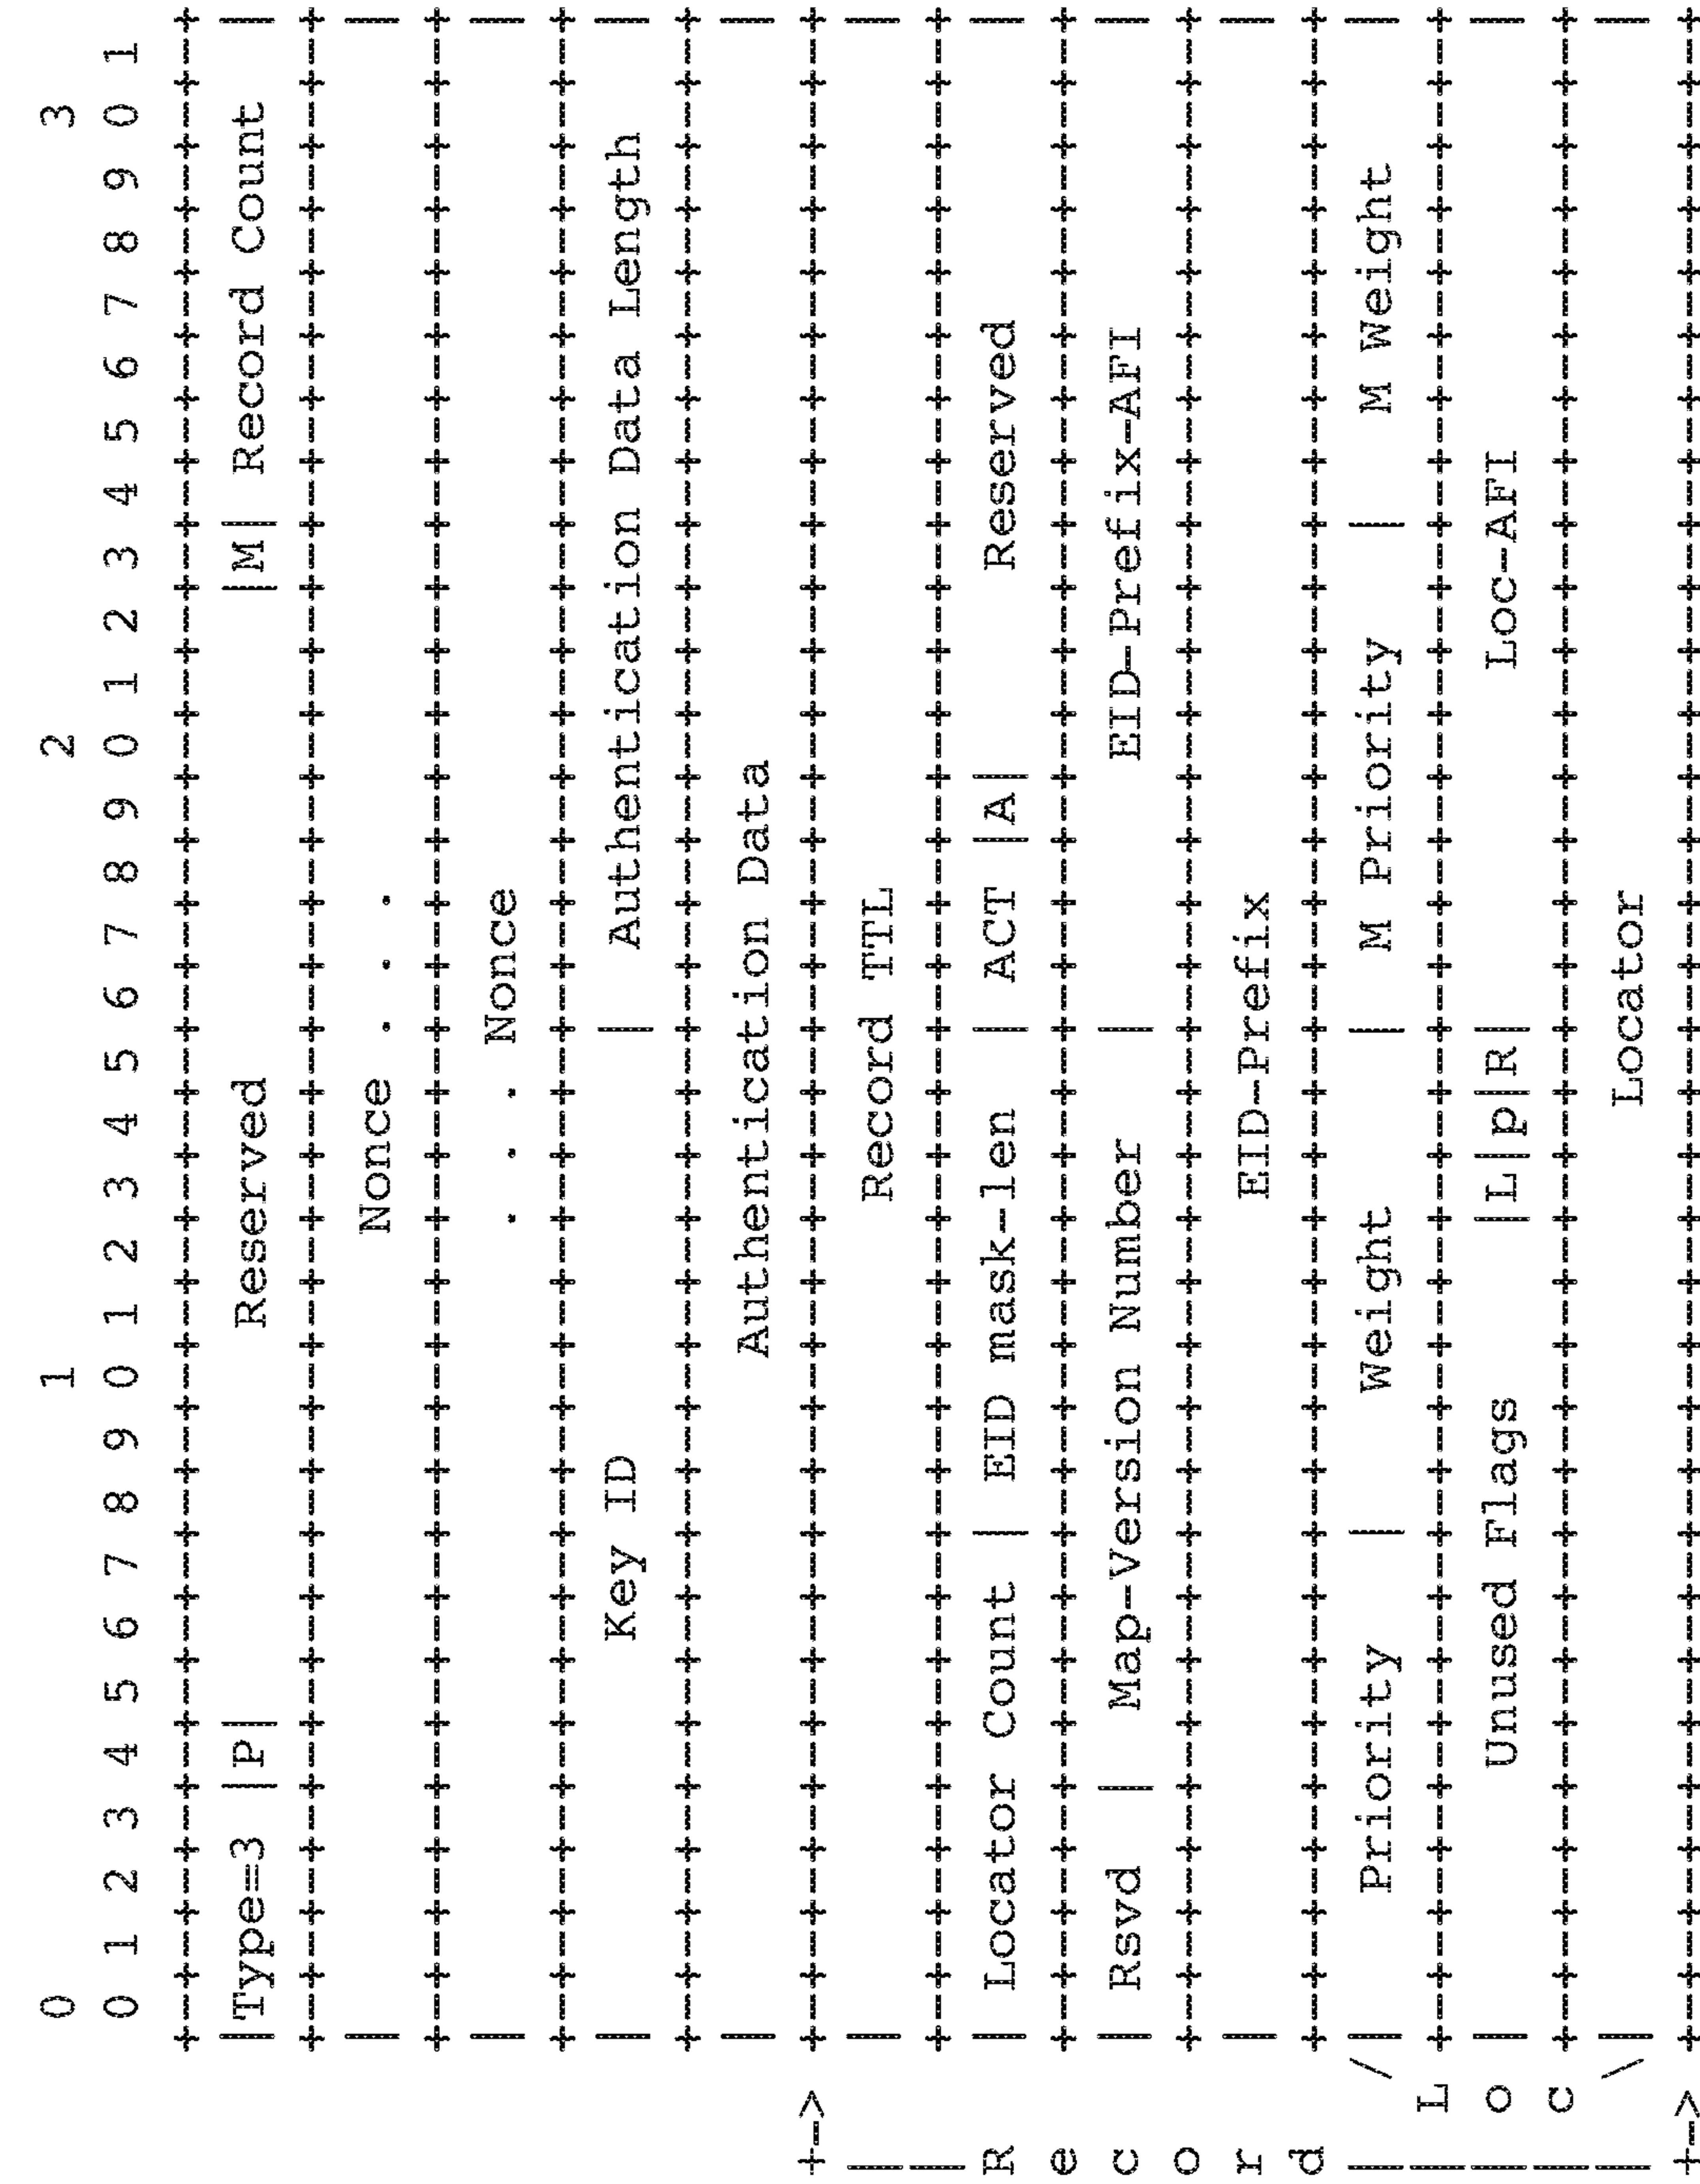 0                   1                   2                   3
        0 1 2 3 4 5 6 7 8 9 0 1 2 3 4 5 6 7 8 9 0 1 2 3 4 5 6 7 8 9 0 1
       +-+-+-+-+-+-+-+-+-+-+-+-+-+-+-+-+-+-+-+-+-+-+-+-+-+-+-+-+-+-+-+-+
       |Type=3 |P|            Reserved               |M| Record Count  |
       +-+-+-+-+-+-+-+-+-+-+-+-+-+-+-+-+-+-+-+-+-+-+-+-+-+-+-+-+-+-+-+-+
       |                         Nonce . . .                           |
       +-+-+-+-+-+-+-+-+-+-+-+-+-+-+-+-+-+-+-+-+-+-+-+-+-+-+-+-+-+-+-+-+
       |                         . . . Nonce                           |
       +-+-+-+-+-+-+-+-+-+-+-+-+-+-+-+-+-+-+-+-+-+-+-+-+-+-+-+-+-+-+-+-+
       |            Key ID             |  Authentication Data Length   |
       +-+-+-+-+-+-+-+-+-+-+-+-+-+-+-+-+-+-+-+-+-+-+-+-+-+-+-+-+-+-+-+-+
       |                     Authentication Data                       |
   +-> +-+-+-+-+-+-+-+-+-+-+-+-+-+-+-+-+-+-+-+-+-+-+-+-+-+-+-+-+-+-+-+-+
   |   |                          Record TTL                           |
   |   +-+-+-+-+-+-+-+-+-+-+-+-+-+-+-+-+-+-+-+-+-+-+-+-+-+-+-+-+-+-+-+-+
   R   | Locator Count | EID mask-len  | ACT |A|       Reserved        |
   e   +-+-+-+-+-+-+-+-+-+-+-+-+-+-+-+-+-+-+-+-+-+-+-+-+-+-+-+-+-+-+-+-+
   c   | Rsvd  |  Map-Version Number   |        EID-Prefix-AFI         |
   o   +-+-+-+-+-+-+-+-+-+-+-+-+-+-+-+-+-+-+-+-+-+-+-+-+-+-+-+-+-+-+-+-+
   r   |                          EID-Prefix                           |
   d   +-+-+-+-+-+-+-+-+-+-+-+-+-+-+-+-+-+-+-+-+-+-+-+-+-+-+-+-+-+-+-+-+
   |  /|    Priority   |    Weight     |  M Priority   |   M Weight    |
   | L +-+-+-+-+-+-+-+-+-+-+-+-+-+-+-+-+-+-+-+-+-+-+-+-+-+-+-+-+-+-+-+-+
   | o |        Unused Flags     |L|p|R|           Loc-AFI             |
   | c +-+-+-+-+-+-+-+-+-+-+-+-+-+-+-+-+-+-+-+-+-+-+-+-+-+-+-+-+-+-+-+-+
   |  \|                             Locator                           |
   +-> +-+-+-+-+-+-+-+-+-+-+-+-+-+-+-+-+-+-+-+-+-+-+-+-+-+-+-+-+-+-+-+-+